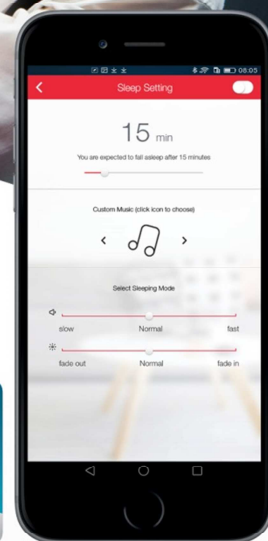 08:05
Sleep Setting
15 min
You are expected to fall asleep after 15 minutes
Custom Music (click icon to choose)
Select Sleeping Mode
slow Normal fast
fade out Normal fade in